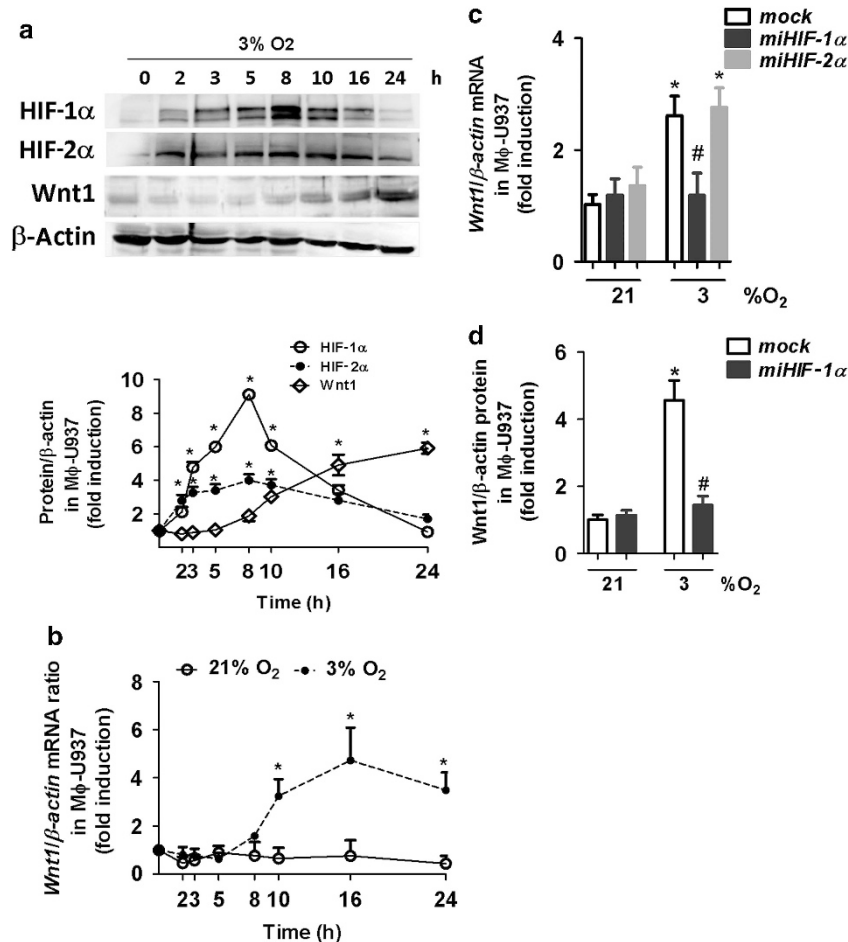 a
3% O2
0 2 3 5 8 10 16 24 h
HIF-1α
HIF-2α
Wnt1
β-Actin
HIF-1α
HIF-2α
Wnt1
Protein/β-actin
in Mϕ-U937
(fold induction)
10
8
6
4
2
* * * * * * * * * * * * *
23 5 8 10 16 24
Time (h)
b
21% O₂ 3% O₂
Wnt1/β-actin mRNA ratio
in Mϕ-U937
(fold induction)
8
6
4
2
0
* * *
23 5 8 10 16 24
Time (h)
c
mock
miHIF-1α
miHIF-2α
Wnt1/β-actin mRNA
in Mϕ-U937
(fold induction)
4
2
0
* # *
21 3 %O₂
d
mock
miHIF-1α
Wnt1/β-actin protein
in Mϕ-U937
(fold induction)
6
4
2
0
* #
21 3 %O₂